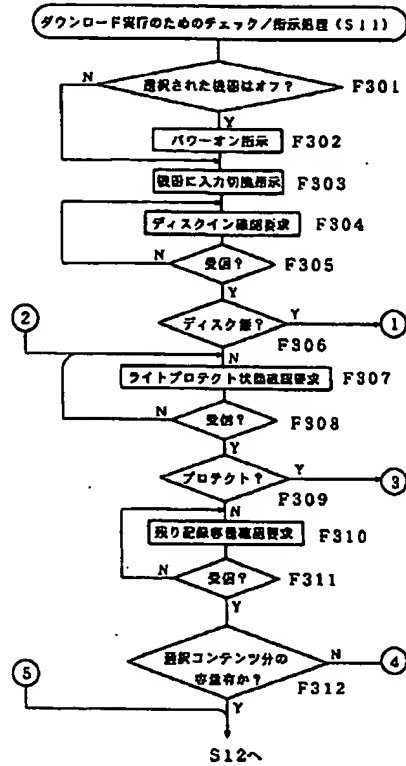 ダウンロード実行のためのチェック/指示処理(S11)
N
選択された機器はオフ? F301
Y
パワーオン指示 F302
機器に入力切換指示 F303
ディスクイン確認要求 F304
N 受信? F305
Y
② ディスク無? Y ①
N F306
ライトプロテクト状態確認要求 F307
N 受信? F308
Y
プロテクト? Y ③
N F309
残り記録容量確認要求 F310
N 受信? F311
Y
選択コンテンツ分の N ④
⑤ 容量有か? F312
Y
S12へ